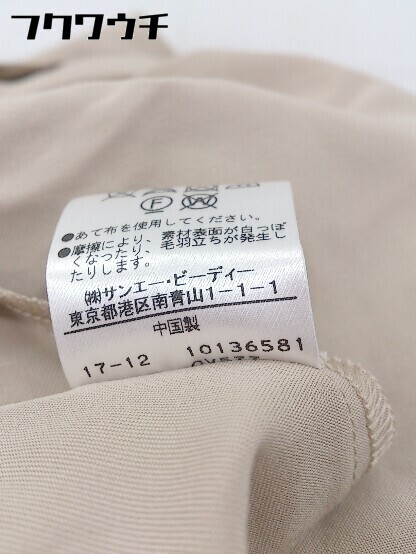 フクワウチ
F W
●あて布を使用してください。
●摩擦により、素材表面が白っぽ
くなったり、毛羽立ちが発生し
たりします。
㈱サンエー・ビーディー
東京都港区南青山1-1-1
中国製
17-12 10136581